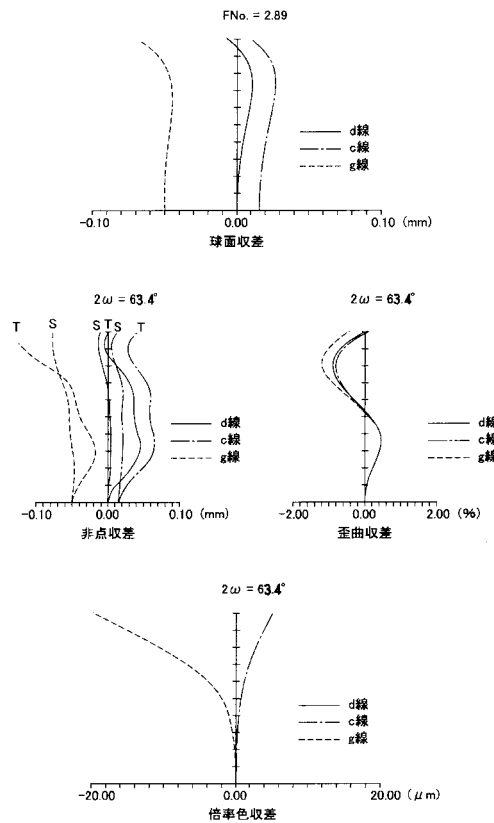 FNo. = 2.89
d線
c線
g線
-0.10 0.00 0.10 (mm)
球面収差
2ω = 63.4°
T S S T S T
d線
c線
g線
-0.10 0.00 0.10 (mm)
非点収差
2ω = 63.4°
d線
c線
g線
-2.00 0.00 2.00 (%)
歪曲収差
2ω = 63.4°
d線
c線
g線
-20.00 0.00 20.00 (μm)
倍率色収差